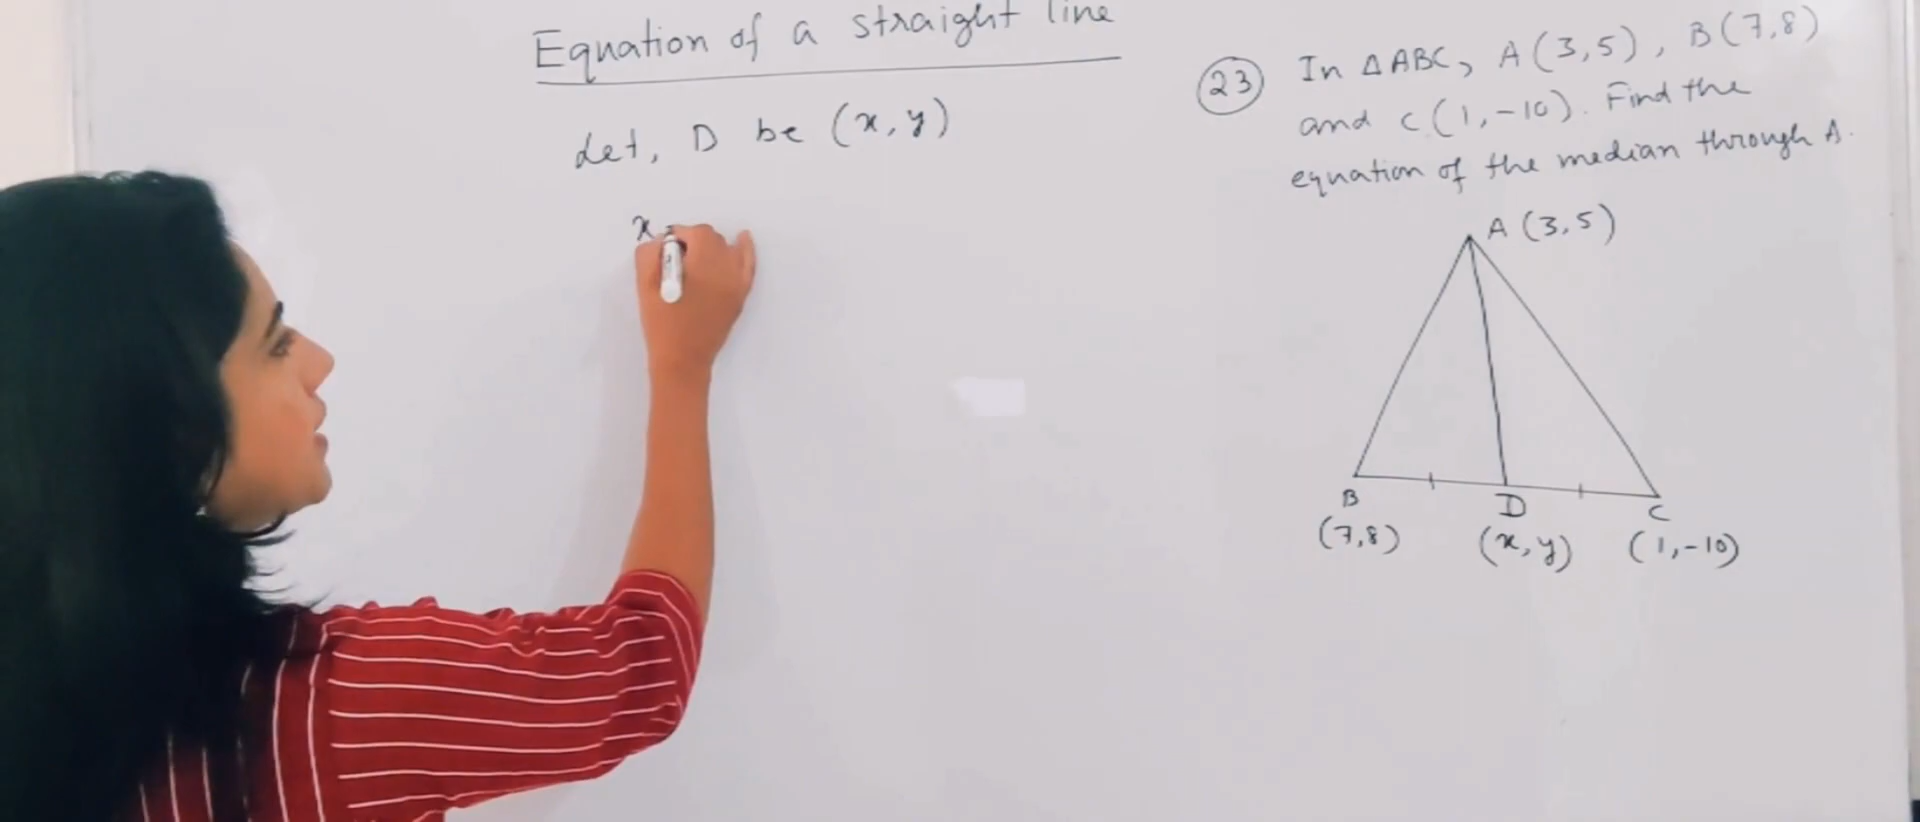 Equation of a straight line
Let, D be (x, y)
x =
(23) In △ ABC, A (3,5), B (7,8)
and C (1,-10). Find the
equation of the median through A.
A (3,5)
B
D
C
(7,8)
(x, y)
(1,-10)